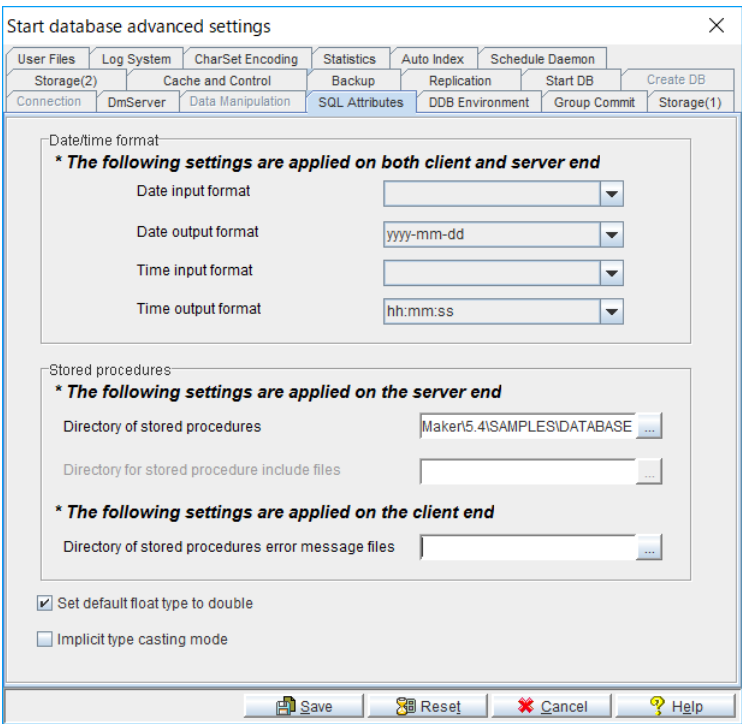 Start database advanced settings
User Files Log System CharSet Encoding Statistics Auto Index Schedule Daemon
Storage(2) Cache and Control Backup Replication Start DB Create DB
Connection DmServer Data Manipulation SQL Attributes DDB Environment Group Commit Storage(1)
Date/time format
* The following settings are applied on both client and server end
Date input format
Date output format yyyy-mm-dd
Time input format
Time output format hh:mm:ss
Stored procedures
* The following settings are applied on the server end
Directory of stored procedures Maker\5.4\SAMPLES\DATABASE ...
Directory for stored procedure include files ...
* The following settings are applied on the client end
Directory of stored procedures error message files ...
Set default float type to double
Implicit type casting mode
Save Reset Cancel Help